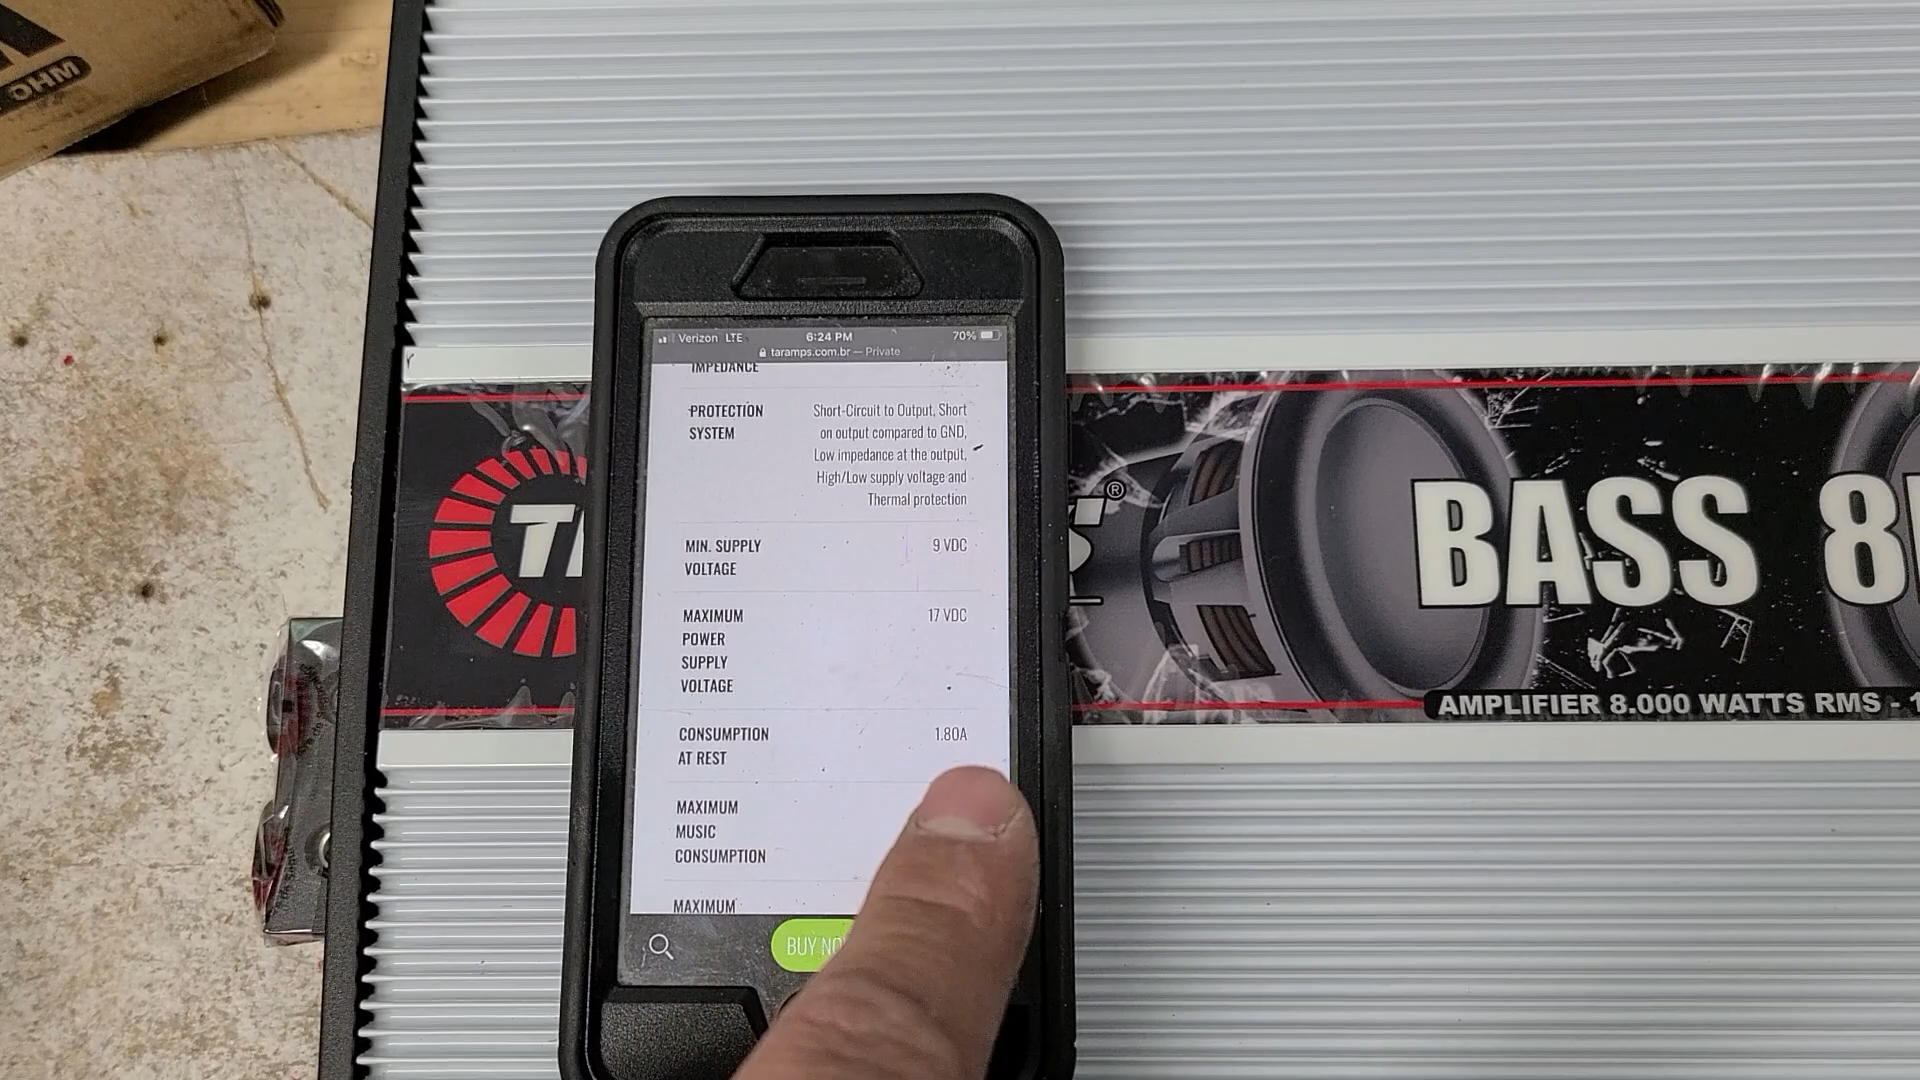 OHM
Verizon LTE 6:24 PM 70%
taramps.com.br — Private
IMPEDANCE
PROTECTION
SYSTEM
Short-Circuit to Output, Short
on output compared to GND,
Low impedance at the output,
High/Low supply voltage and
Thermal protection
MIN. SUPPLY
VOLTAGE
9 VDC
MAXIMUM
POWER
SUPPLY
VOLTAGE
17 VDC
CONSUMPTION
AT REST
1.80A
MAXIMUM
MUSIC
CONSUMPTION
MAXIMUM
BUY NO
®
BASS 8
AMPLIFIER 8.000 WATTS RMS - 1